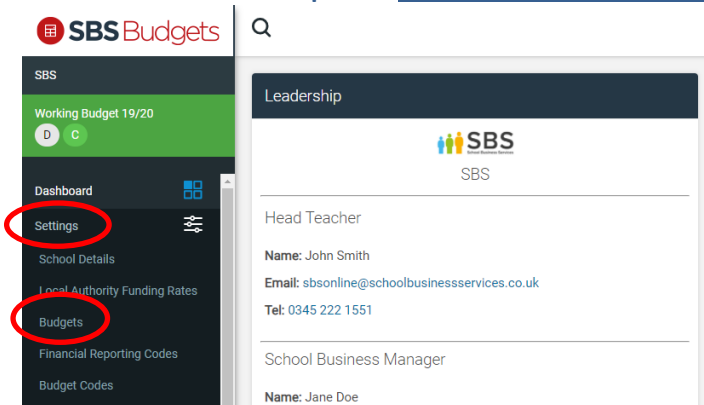 SBS Budgets
SBS
Working Budget 19/20
D C
Dashboard
Settings
School Details
Local Authority Funding Rates
Budgets
Financial Reporting Codes
Budget Codes
Leadership
SBS
School Business Services
SBS
Head Teacher
Name: John Smith
Email: sbsonline@schoolbusinessservices.co.uk
Tel: 0345 222 1551
School Business Manager
Name: Jane Doe